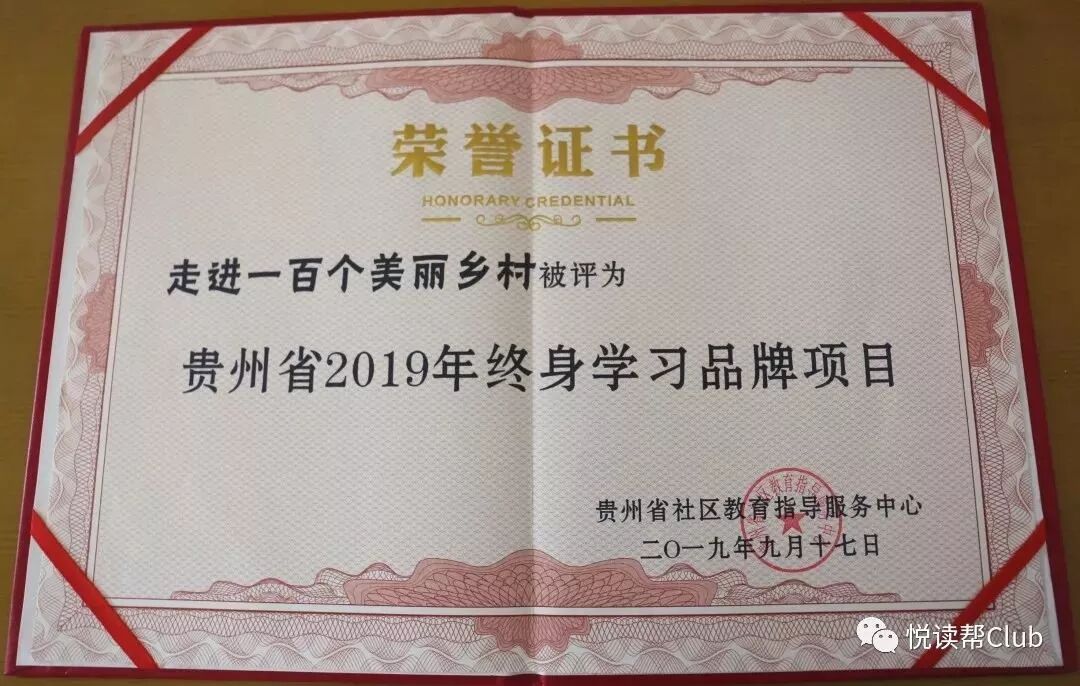 荣誉证书
HONORARY CREDENTIAL
走进一百个美丽乡村被评为
贵州省2019年终身学习品牌项目
贵州省社区教育指导服务中心
二〇一九年九月十七日
悦读帮Club